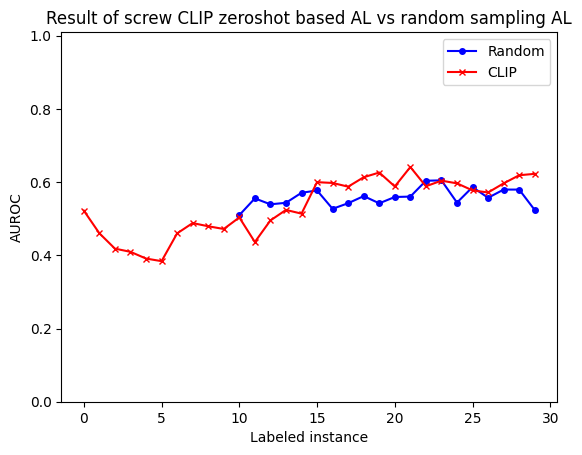 Result of screw CLIP zeroshot based AL vs random sampling AL
Random
CLIP
AUROC
1.0
0.8
0.6
0.4
0.2
0.0
0 5 10 15 20 25 30
Labeled instance